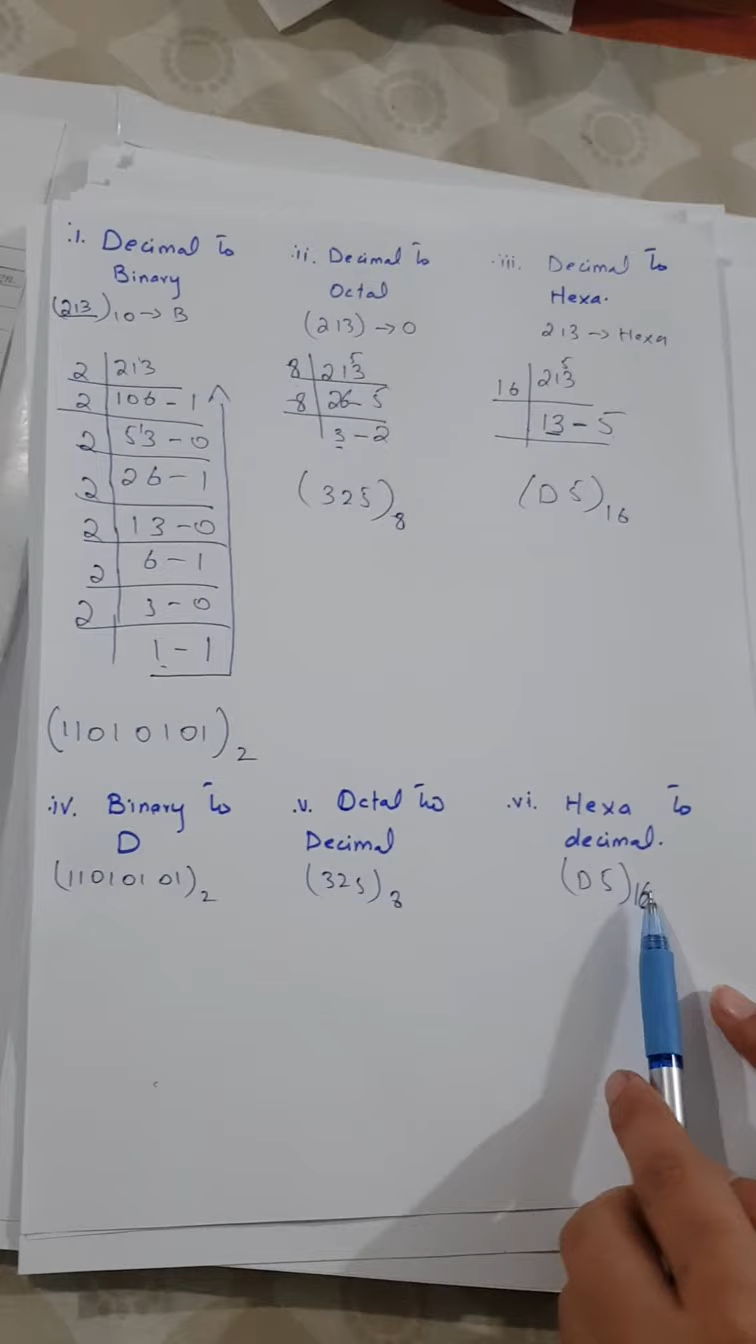 .i. Decimal To
Binary
(213)10 → B
2 213
2 106 - 1
2 53 - 0
2 26 - 1
2 13 - 0
2 6 - 1
2 3 - 0
1 - 1
(11010101)2
.ii. Decimal To
Octal
(213) → O
8 213 5
8 26 - 5
3 - 2
(325)8
.iii. Decimal To
Hexa.
213 → Hexa
16 213 5
13 - 5
(D5)16
.iv. Binary To
D
(11010101)2
.v. Octal To
Decimal
(325)8
.vi. Hexa To
decimal.
(D5)16